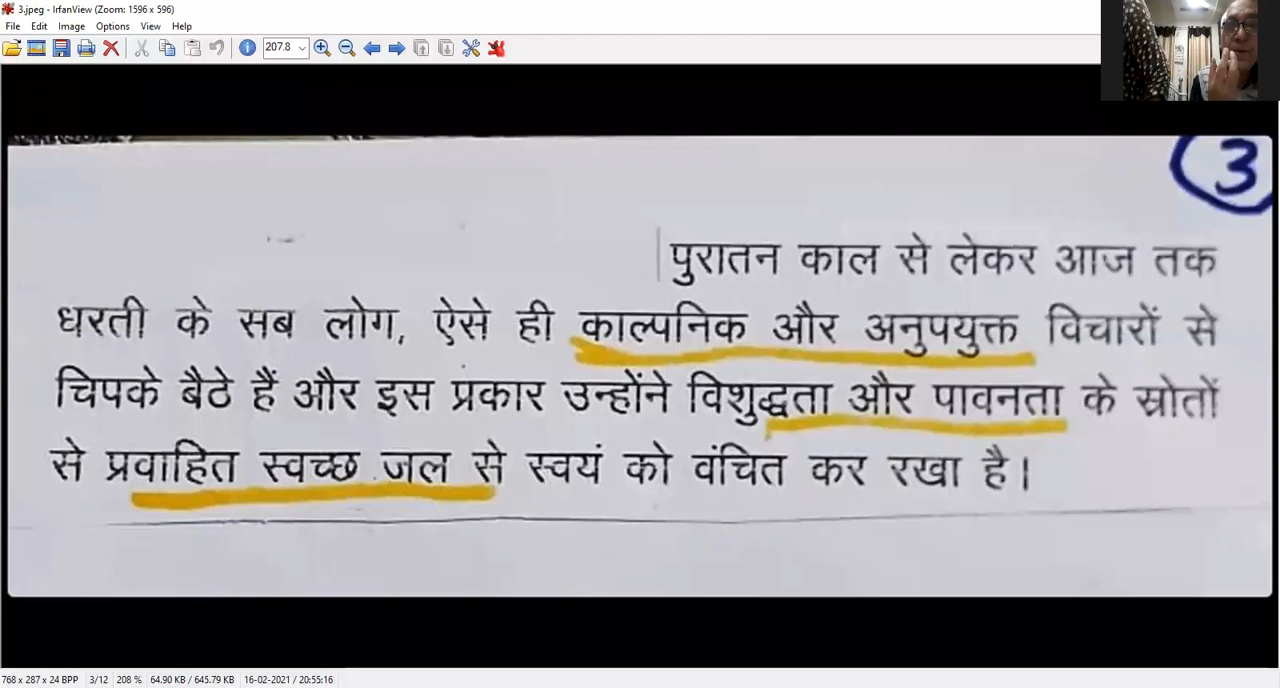 3.jpeg - IrfanView (Zoom: 1596 x 596)
File Edit Image Options View Help
207.8
3
पुरातन काल से लेकर आज तक
धरती के सब लोग, ऐसे ही काल्पनिक और अनुपयुक्त विचारों से
चिपके बैठे हैं और इस प्रकार उन्होंने विशुद्धता और पावनता के स्रोतों
से प्रवाहित स्वच्छ जल से स्वयं को वंचित कर रखा है।
768 x 287 x 24 BPP 3/12 208 % 64.90 KB / 645.79 KB 16-02-2021 / 20:55:16